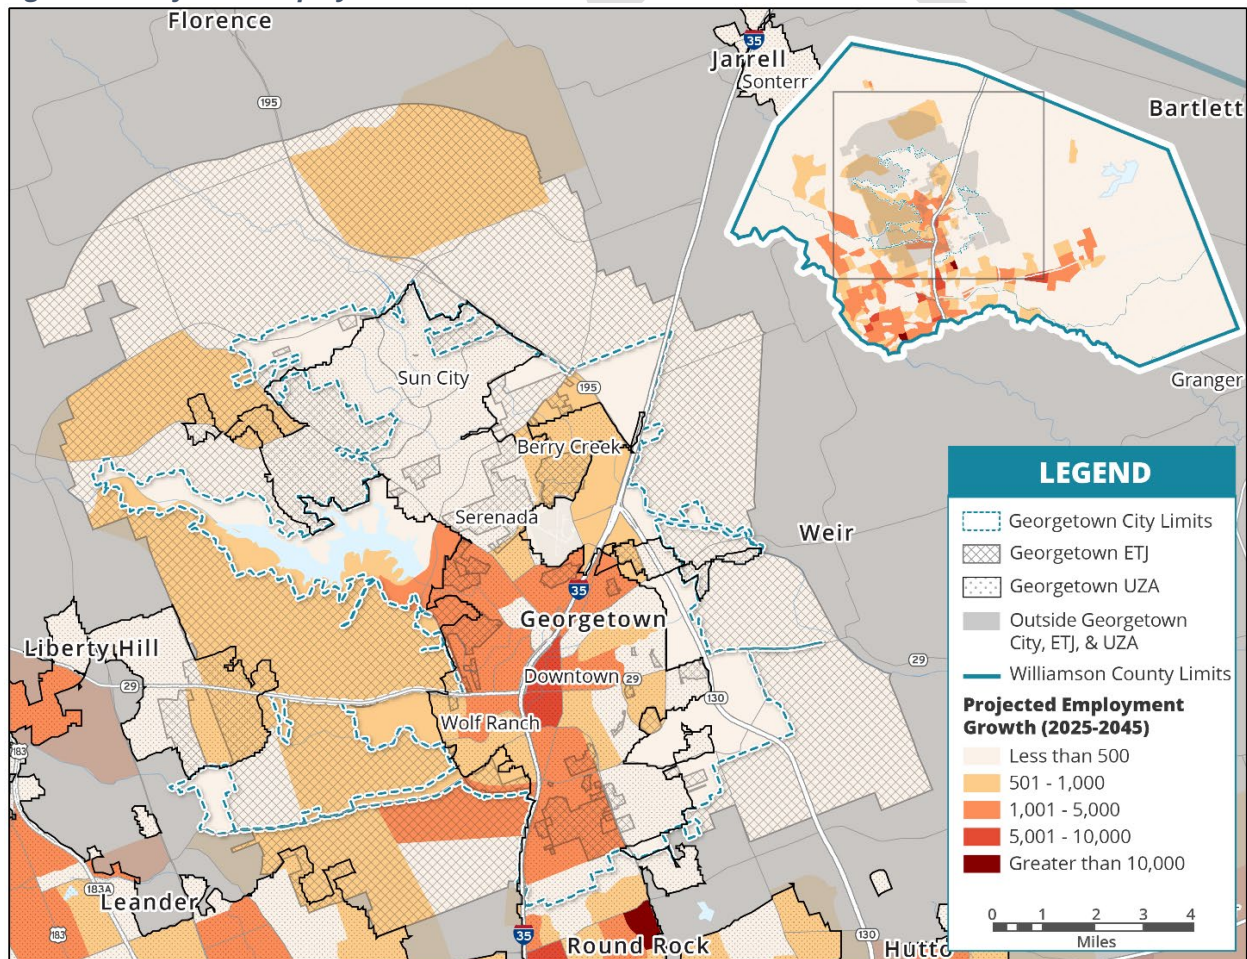 Florence
35
Jarrell
Sonterr
195
Bartlett
Sun City
195
Granger
Berry Creek
Serenada
Weir
35
Georgetown
Liberty Hill
29
Downtown
29
29
130
Wolf Ranch
183
183A
Leander
183
35
Round Rock
130
Hutto
LEGEND
Georgetown City Limits
Georgetown ETJ
Georgetown UZA
Outside Georgetown
City, ETJ, & UZA
Williamson County Limits
Projected Employment
Growth (2025-2045)
Less than 500
501 - 1,000
1,001 - 5,000
5,001 - 10,000
Greater than 10,000
0 1 2 3 4
Miles